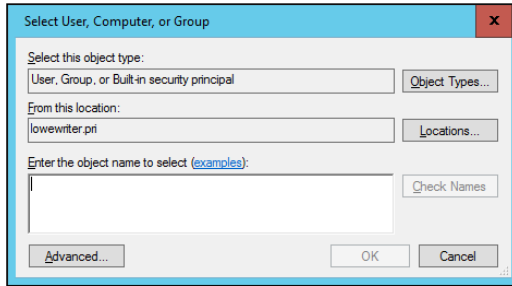 Select User, Computer, or Group
x
Select this object type:
User, Group, or Built-in security principal
Object Types...
From this location:
lowewriter.pri
Locations...
Enter the object name to select (examples):
Check Names
Advanced...
OK
Cancel